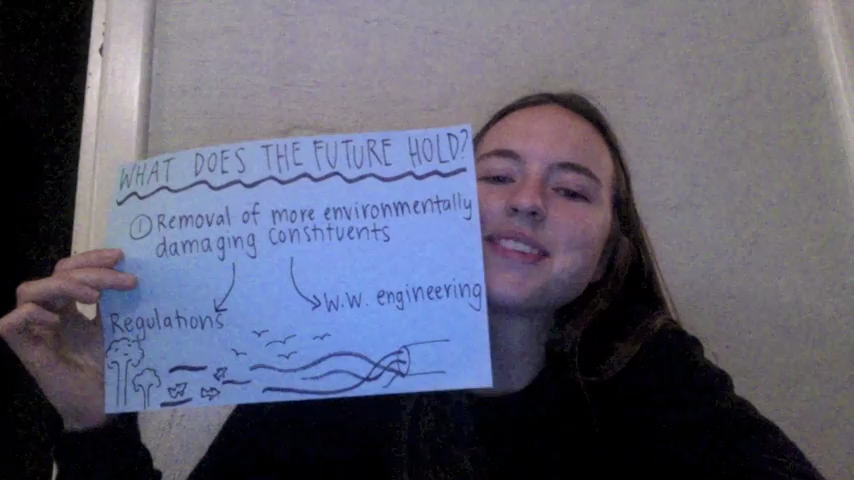 WHAT DOES THE FUTURE HOLD?
① Removal of more environmentally
damaging constituents
Regulations
W.W. engineering